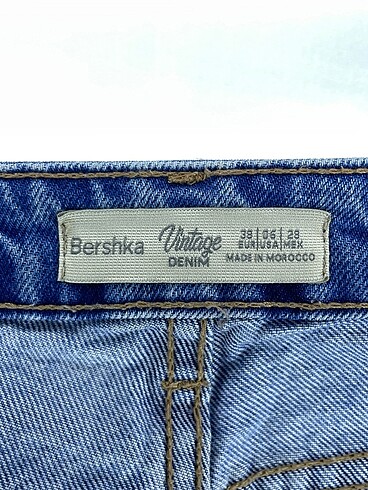 Bershka
Vintage
DENIM
38|06|28
EUR|USA|MEX
MADE IN MOROCCO